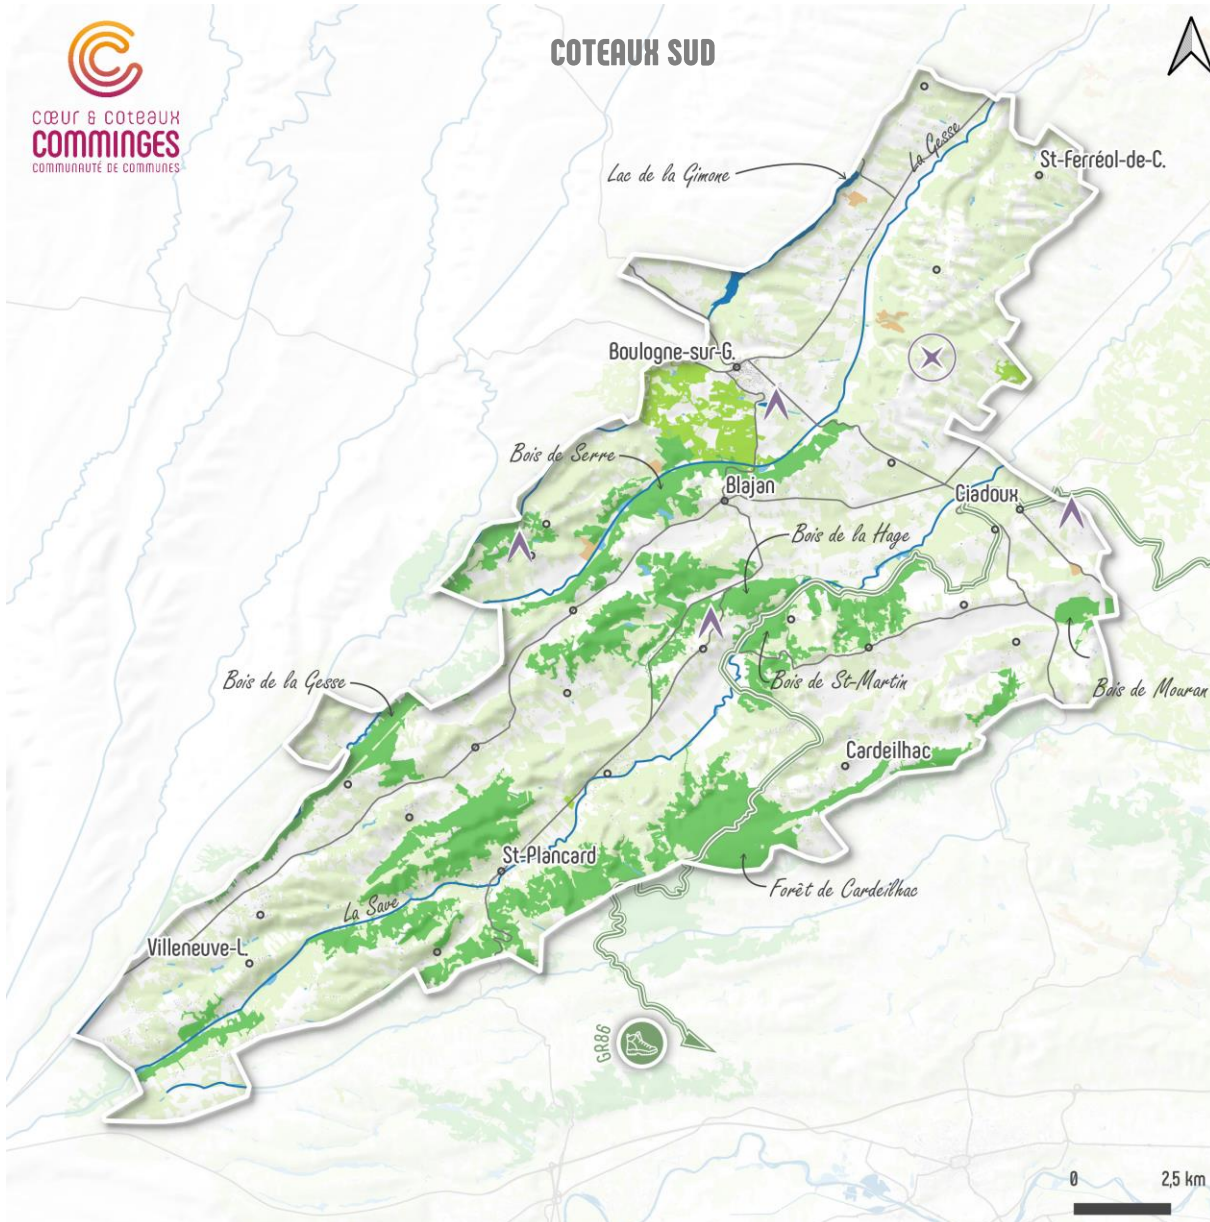 COTEAUX SUD
cœur & coteaux
COMMINGES
COMMUNAUTÉ DE COMMUNES
La Gesse
St-Ferréol-de-C.
Lac de la Gimone
Boulogne-sur-G.
Bois de Serre
Blajan
Ciadoux
Bois de la Hage
Bois de la Gesse
Bois de St-Martin
Bois de Mouran
Cardeilhac
St-Plancard
Forêt de Cardeilhac
La Save
Villeneuve-L.
GR86
0 2,5 km